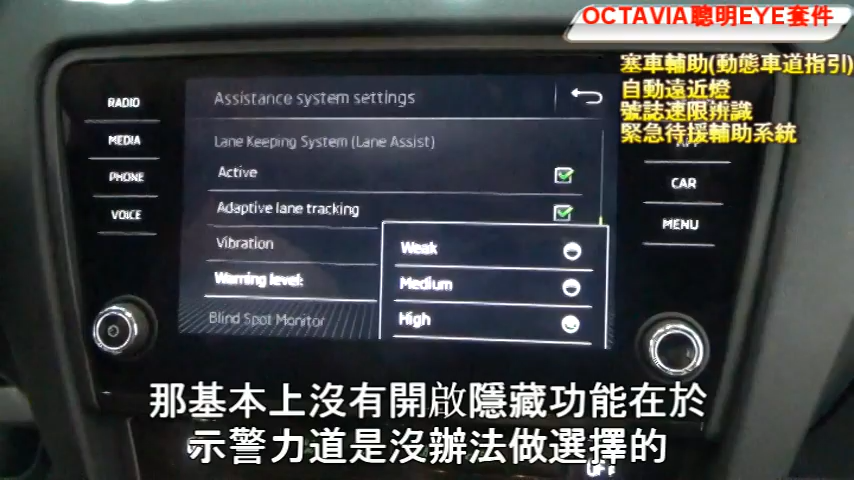 OCTAVIA聰明EYE套件
塞車輔助(動態車道指引)
自動遠近燈
號誌速限辨識
緊急待援輔助系統
RADIO
MEDIA
PHONE
VOICE
Assistance system settings
Lane Keeping System (Lane Assist)
Active
Adaptive lane tracking
Vibration
Warning level:
Blind Spot Monitor
Weak
Medium
High
CAR
MENU
那基本上沒有開啟隱藏功能在於
示警力道是沒辦法做選擇的
OFF